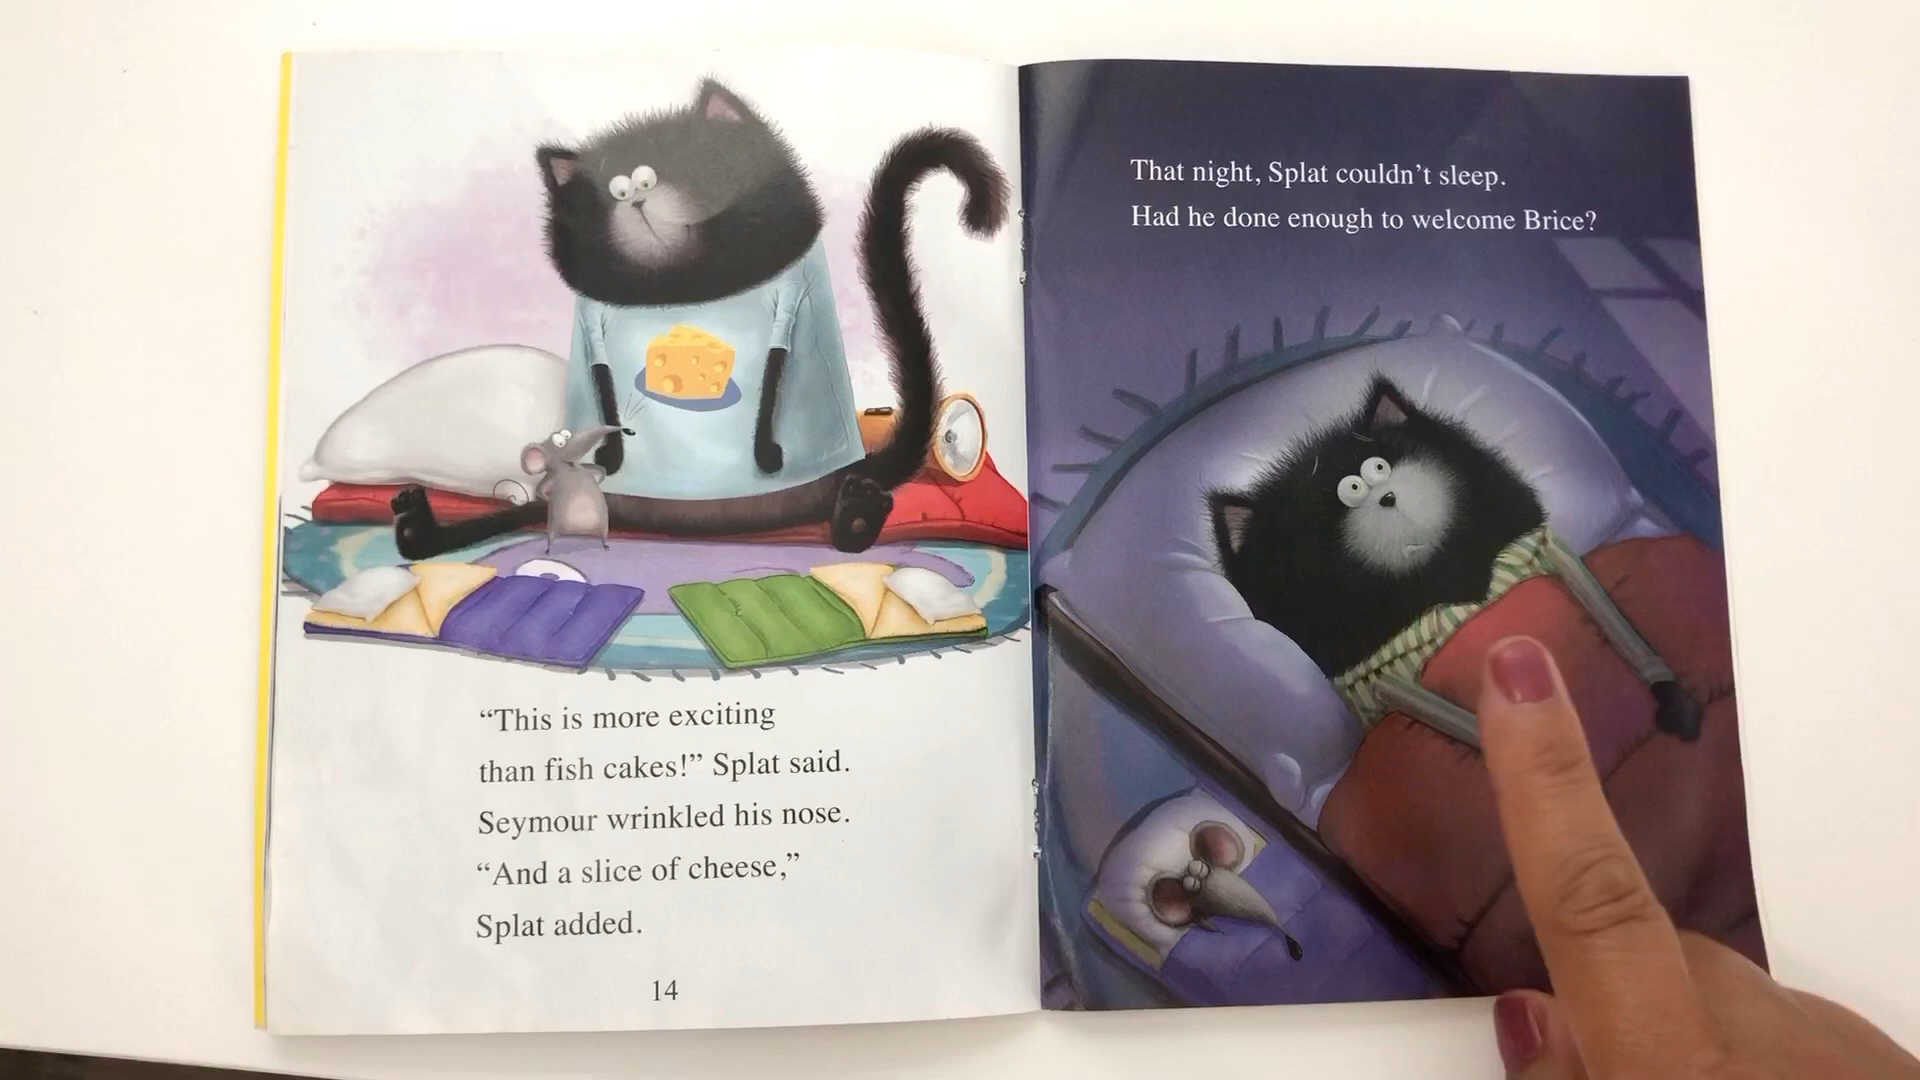 “This is more exciting
than fish cakes!” Splat said.
Seymour wrinkled his nose.
“And a slice of cheese,”
Splat added.
14
That night, Splat couldn’t sleep.
Had he done enough to welcome Brice?